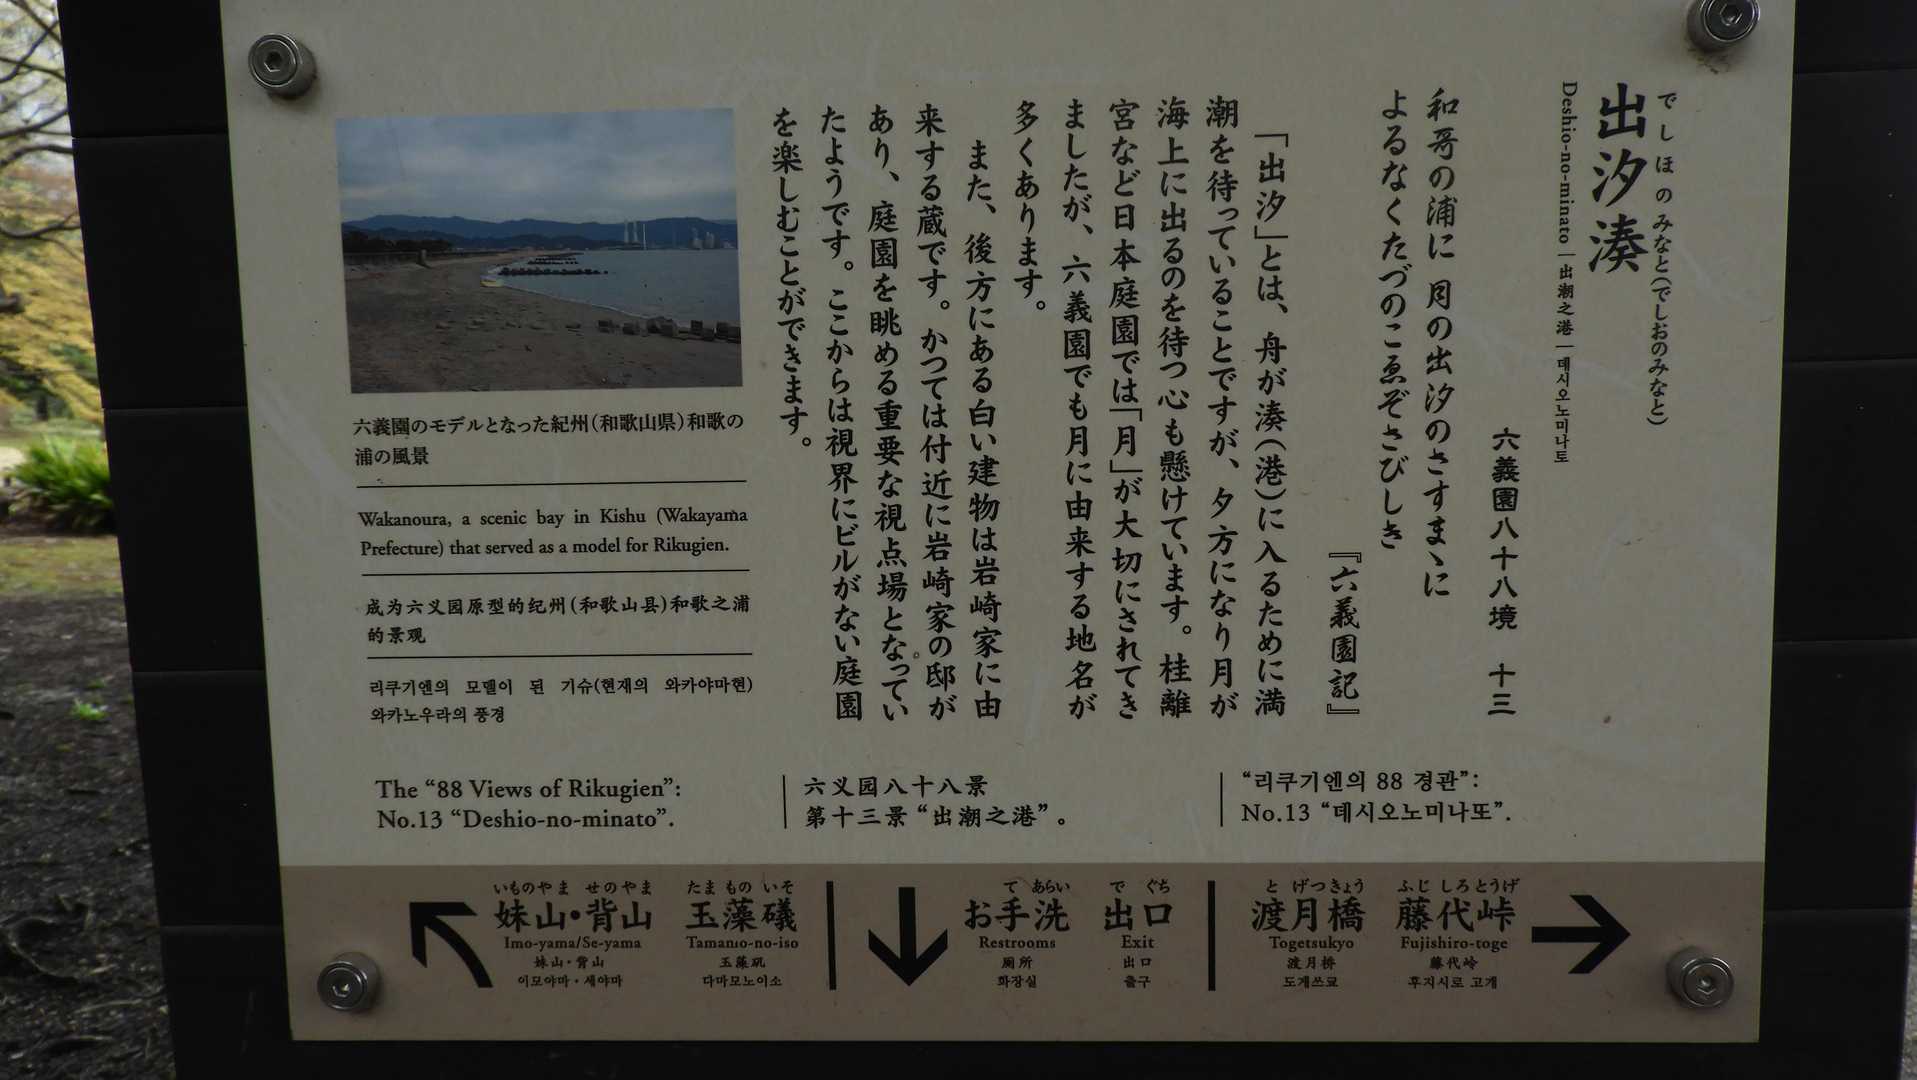 でしほのみなと(でしおのみなと)
出汐湊
Deshio-no-minato | 出潮之港 | 데시오노미나토
六義園八十八境 十三
和哥の浦に 月の出汐のさすまゝに
よるなくたづのこゑぞさびしき
『六義園記』
「出汐」とは、舟が湊(港)に入るために満
潮を待っていることですが、夕方になり月が
海上に出るのを待つ心も懸けています。桂離
宮など日本庭園では「月」が大切にされてき
ましたが、六義園でも月に由来する地名が
多くあります。
また、後方にある白い建物は岩崎家に由
来する蔵です。かつては付近に岩崎家の邸が
あり、庭園を眺める重要な視点場となってい
たようです。ここからは視界にビルがない庭園
を楽しむことができます。
六義園のモデルとなった紀州(和歌山県)和歌の
浦の風景
Wakanoura, a scenic bay in Kishu (Wakayama
Prefecture) that served as a model for Rikugien.
成为六义园原型的纪州(和歌山县)和歌之浦
的景观
리쿠기엔의 모델이 된 기슈(현재의 와카야마현)
와카노우라의 풍경
The “88 Views of Rikugien”:
No.13 “Deshio-no-minato”.
六义园八十八景
第十三景“出潮之港”。
“리쿠기엔의 88 경관”:
No.13 “데시오노미나또”.
いものやま せのやま
妹山・背山
Imo-yama/Se-yama
妹山・背山
이모야마・세야마
たまものいそ
玉藻磯
Tamamo-no-iso
玉藻矶
다마모노이소
てあらい
お手洗
Restrooms
厕所
화장실
でぐち
出口
Exit
出口
출구
とげつきょう
渡月橋
Togetsukyo
渡月桥
도게쓰쿄
ふじしろとうげ
藤代峠
Fujishiro-toge
藤代岭
후지시로 고개